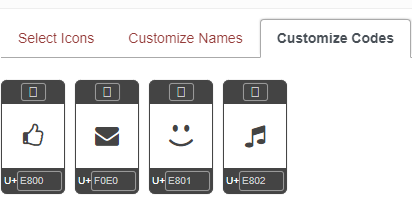 Select Icons Customize Names Customize Codes
U+ E800 U+ F0E0 U+ E801 U+ E802